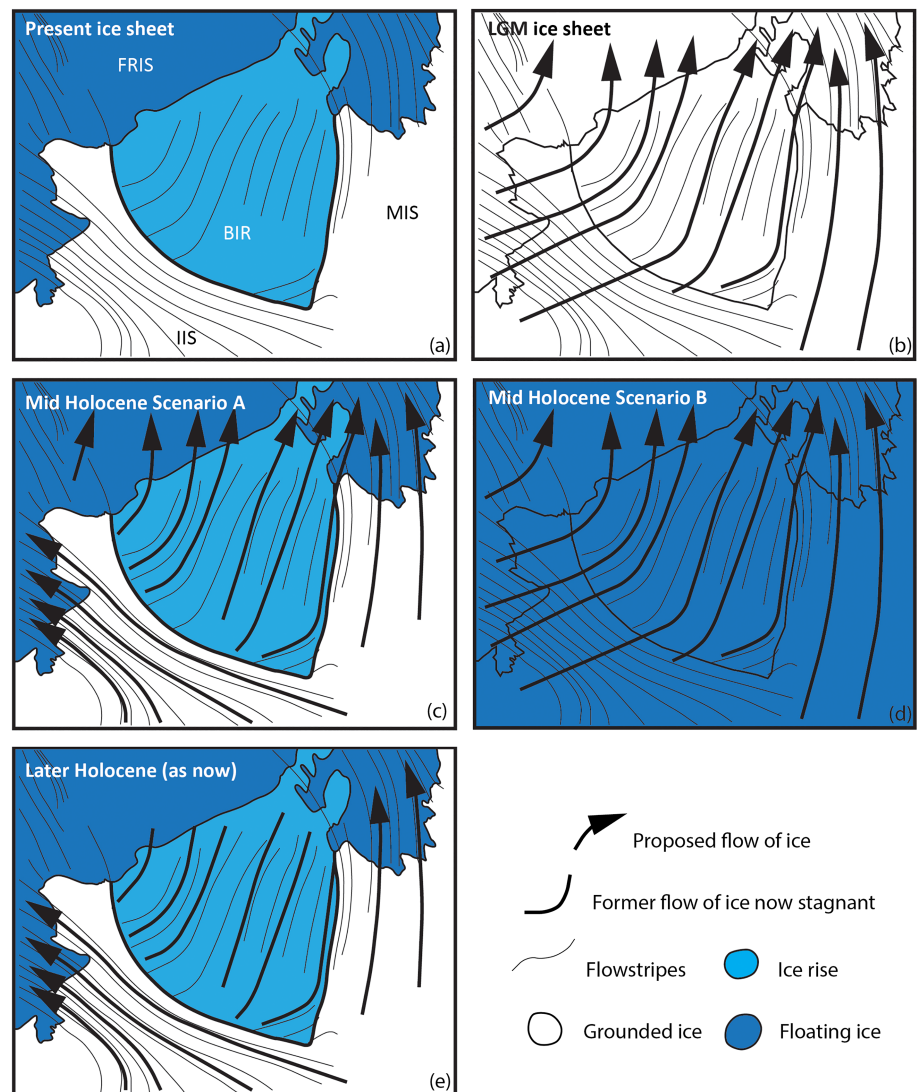 Present ice sheet
FRIS
MIS
BIR
IIS
(a)
LGM ice sheet
(b)
Mid Holocene Scenario A
(c)
Mid Holocene Scenario B
(d)
Later Holocene (as now)
(e)
Proposed flow of ice
Former flow of ice now stagnant
Flowstripes
Ice rise
Grounded ice
Floating ice